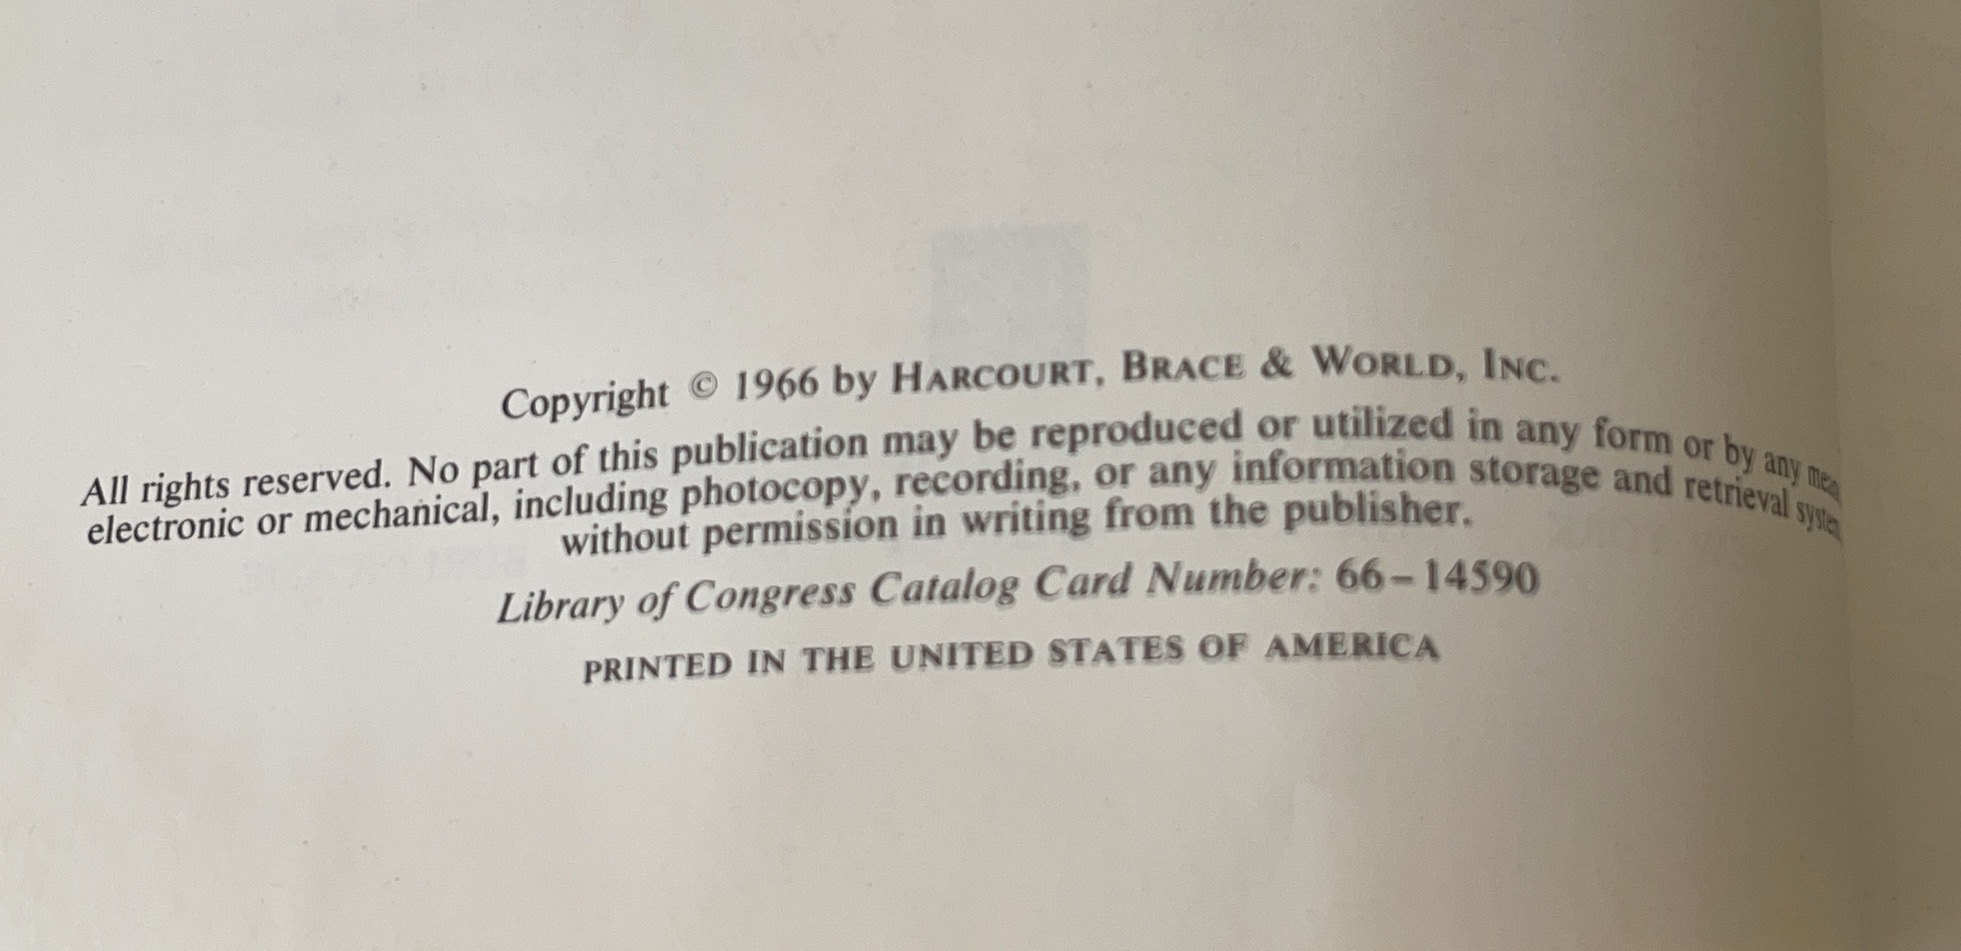 Copyright © 1966 by HARCOURT, BRACE & WORLD, INC.
All rights reserved. No part of this publication may be reproduced or utilized in any form or by any
electronic or mechanical, including photocopy, recording, or any information storage and retrieval system
without permission in writing from the publisher.
Library of Congress Catalog Card Number: 66-14590
PRINTED IN THE UNITED STATES OF AMERICA